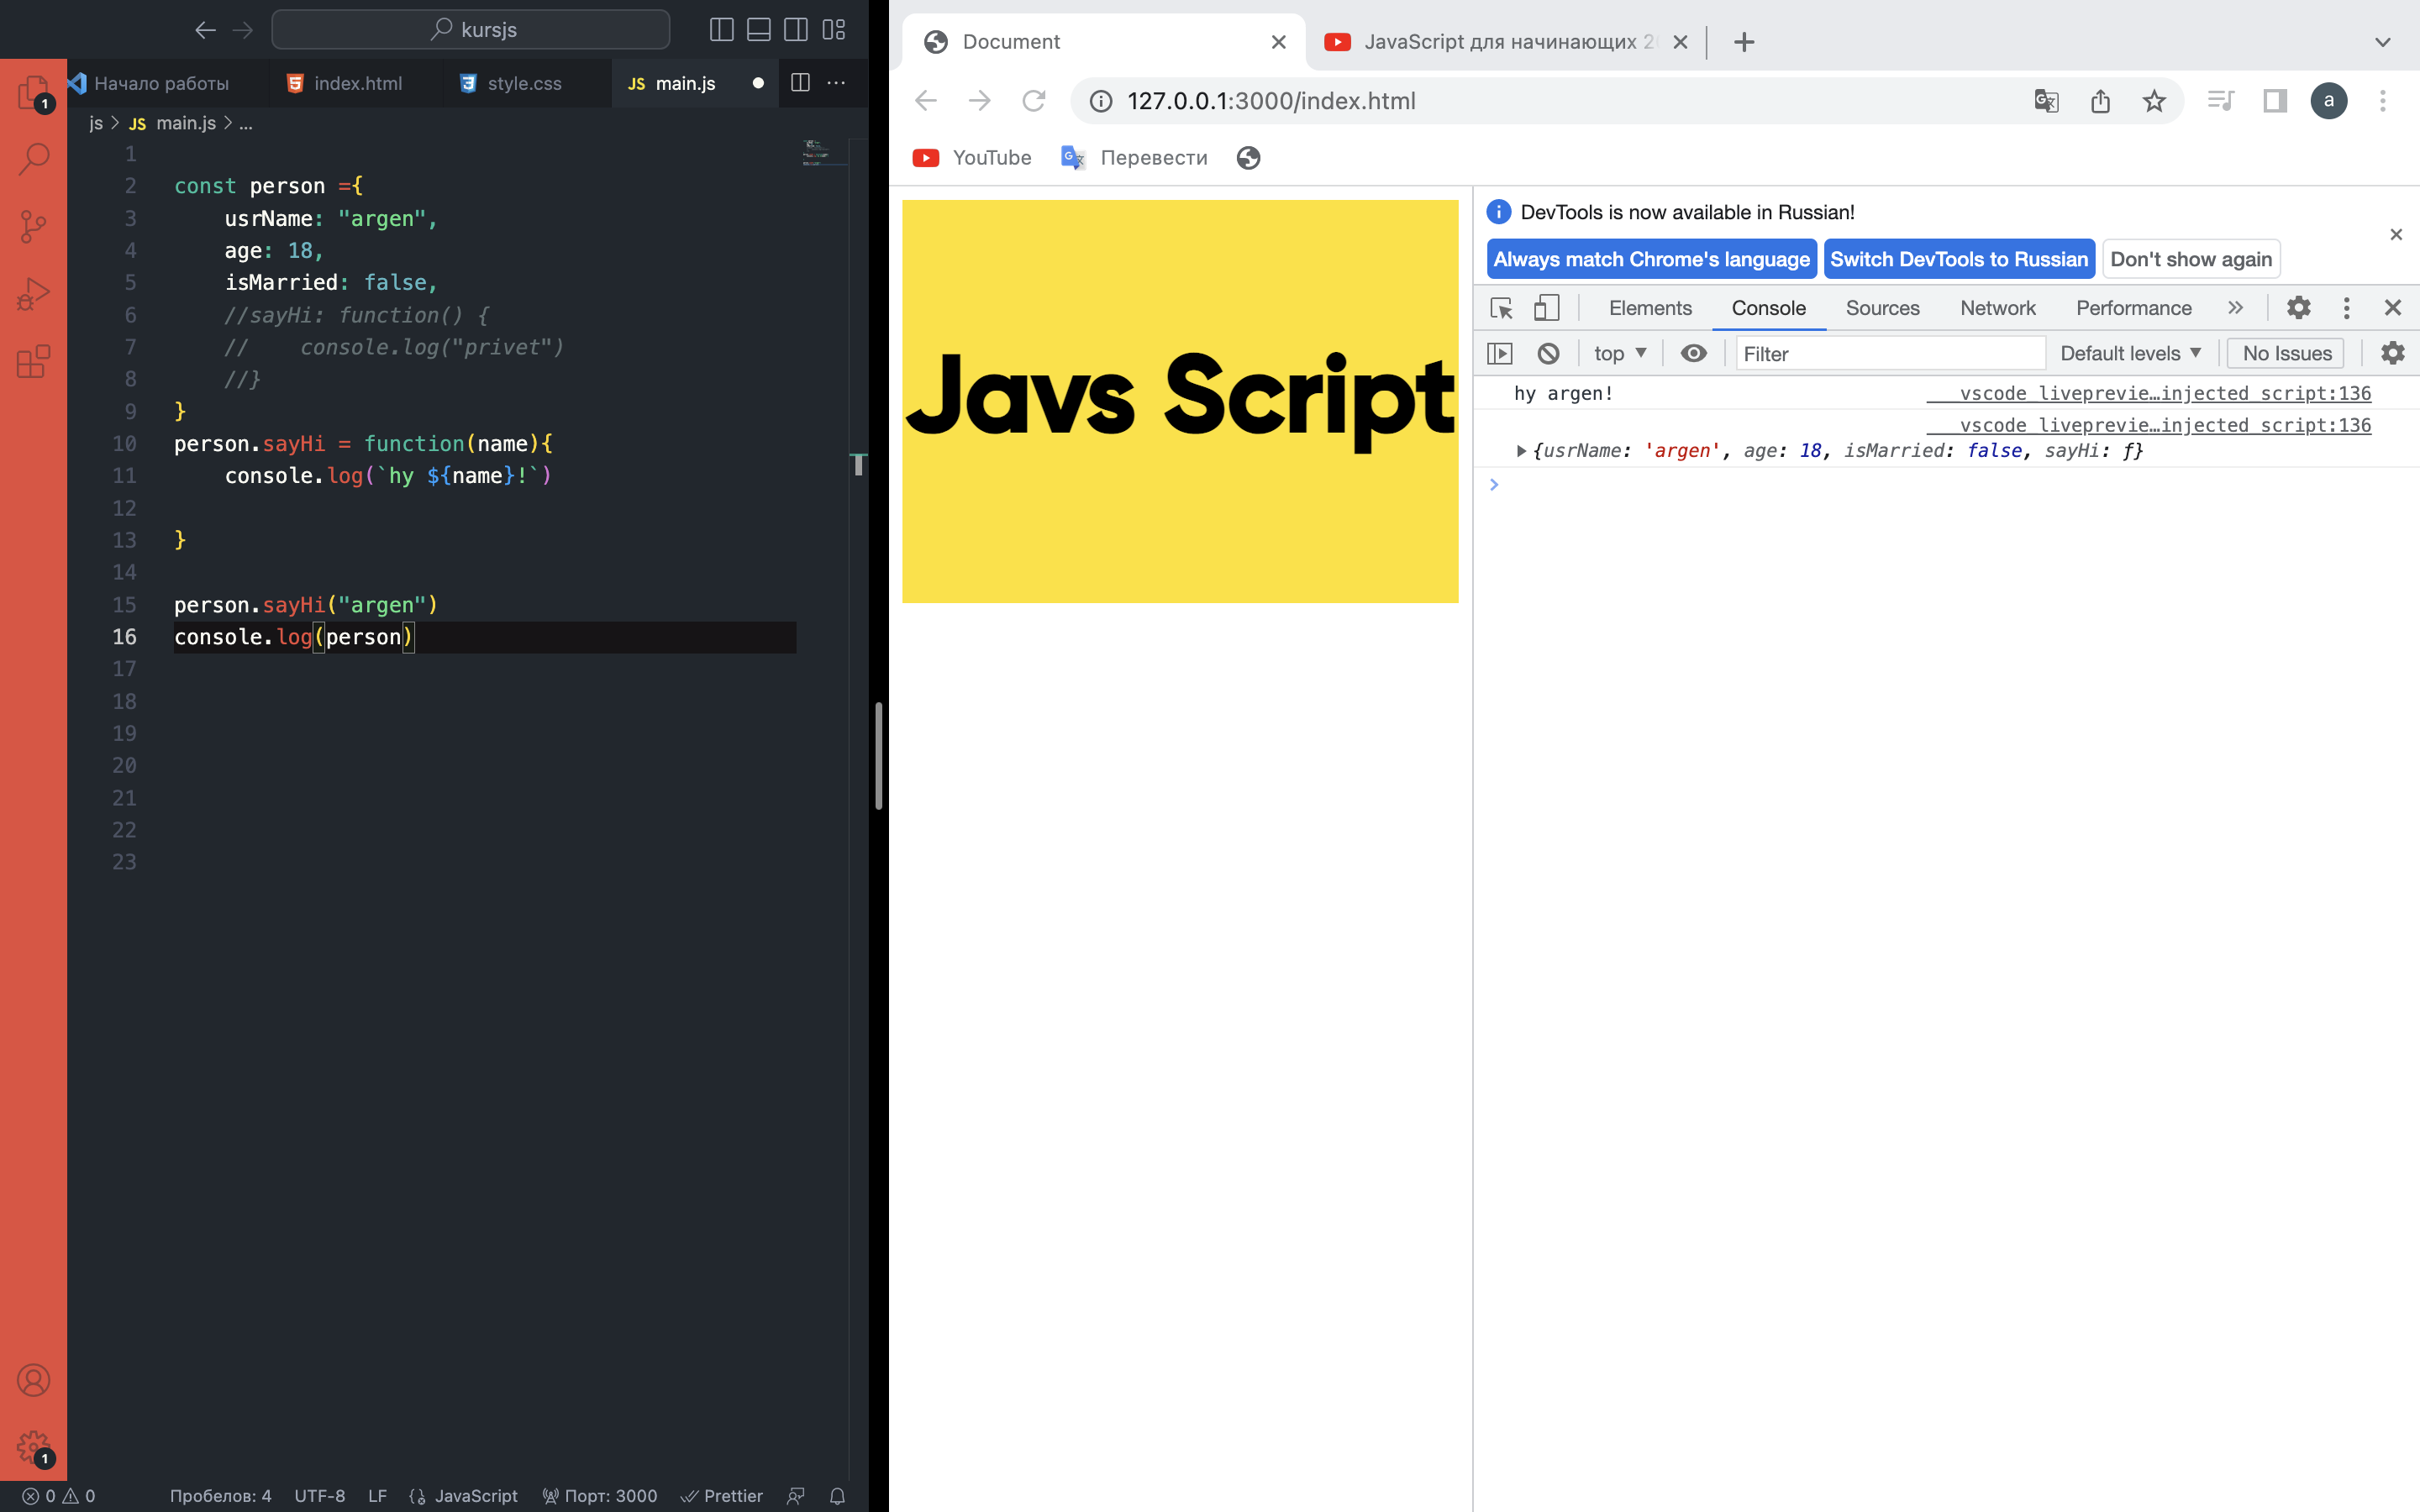 kursjs
Начало работы
index.html
style.css
JS main.js
js > JS main.js > ...
1
2 const person ={
3 usrName: "argen",
4 age: 18,
5 isMarried: false,
6 //sayHi: function() {
7 // console.log("privet")
8 //}
9 }
10 person.sayHi = function(name){
11 console.log(`hy ${name}!`)
12
13 }
14
15 person.sayHi("argen")
16 console.log(person)
17
18
19
20
21
22
23
1
1
0 0 Пробелов: 4 UTF-8 LF {} JavaScript Порт: 3000 Prettier
Document
JavaScript для начинающих
127.0.0.1:3000/index.html
a
YouTube Перевести
Javs Script
DevTools is now available in Russian!
Always match Chrome's language Switch DevTools to Russian Don't show again
Elements Console Sources Network Performance »
top ▼ Filter Default levels ▼ No Issues
hy argen! ___vscode_liveprevie…injected_script:136
___vscode_liveprevie…injected_script:136
▶{usrName: 'argen', age: 18, isMarried: false, sayHi: ƒ}
>